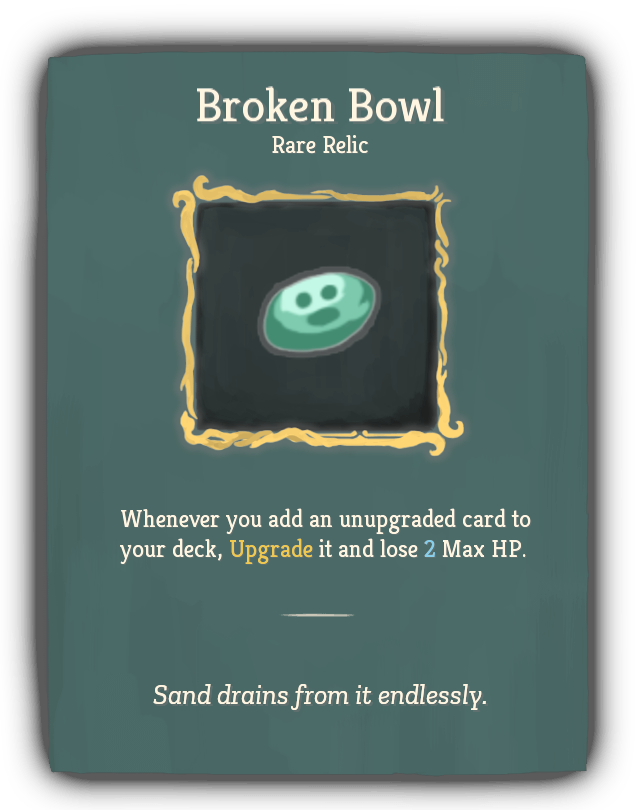 Broken Bowl
Rare Relic
Whenever you add an unupgraded card to
your deck, Upgrade it and lose 2 Max HP.
Sand drains from it endlessly.